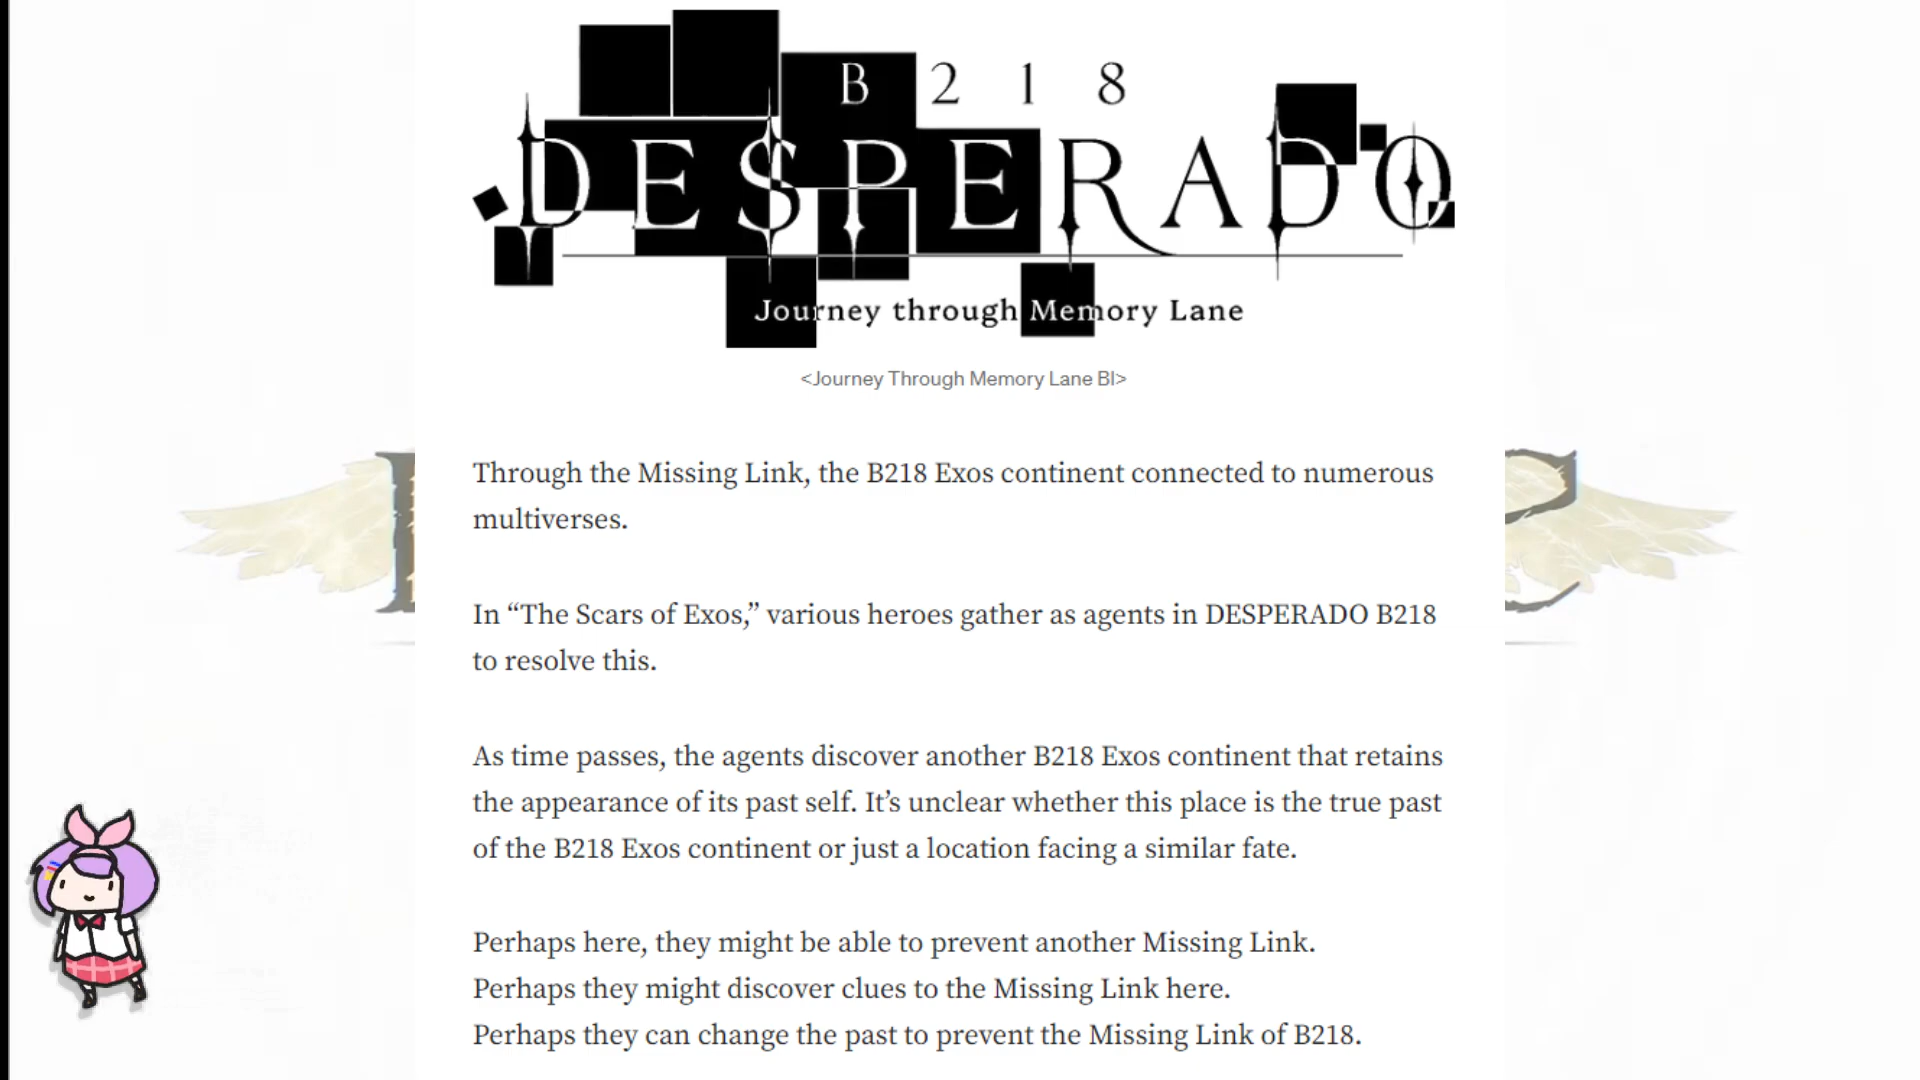 B 2 1 8
DESPERADO
Journey through Memory Lane
<Journey Through Memory Lane BI>
Through the Missing Link, the B218 Exos continent connected to numerous
multiverses.
In “The Scars of Exos,” various heroes gather as agents in DESPERADO B218
to resolve this.
As time passes, the agents discover another B218 Exos continent that retains
the appearance of its past self. It’s unclear whether this place is the true past
of the B218 Exos continent or just a location facing a similar fate.
Perhaps here, they might be able to prevent another Missing Link.
Perhaps they might discover clues to the Missing Link here.
Perhaps they can change the past to prevent the Missing Link of B218.